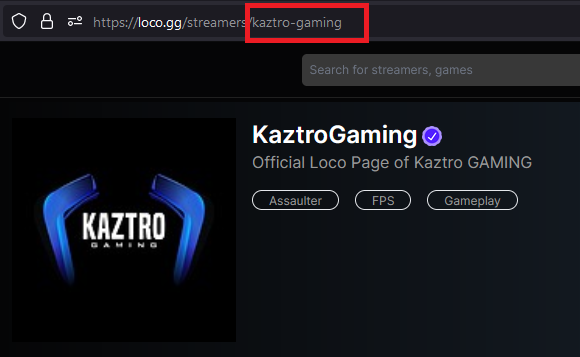 https://loco.gg/streamers/kaztro-gaming
Search for streamers, games
KaztroGaming
Official Loco Page of Kaztro GAMING
Assaulter FPS Gameplay
KAZTRO
GAMING